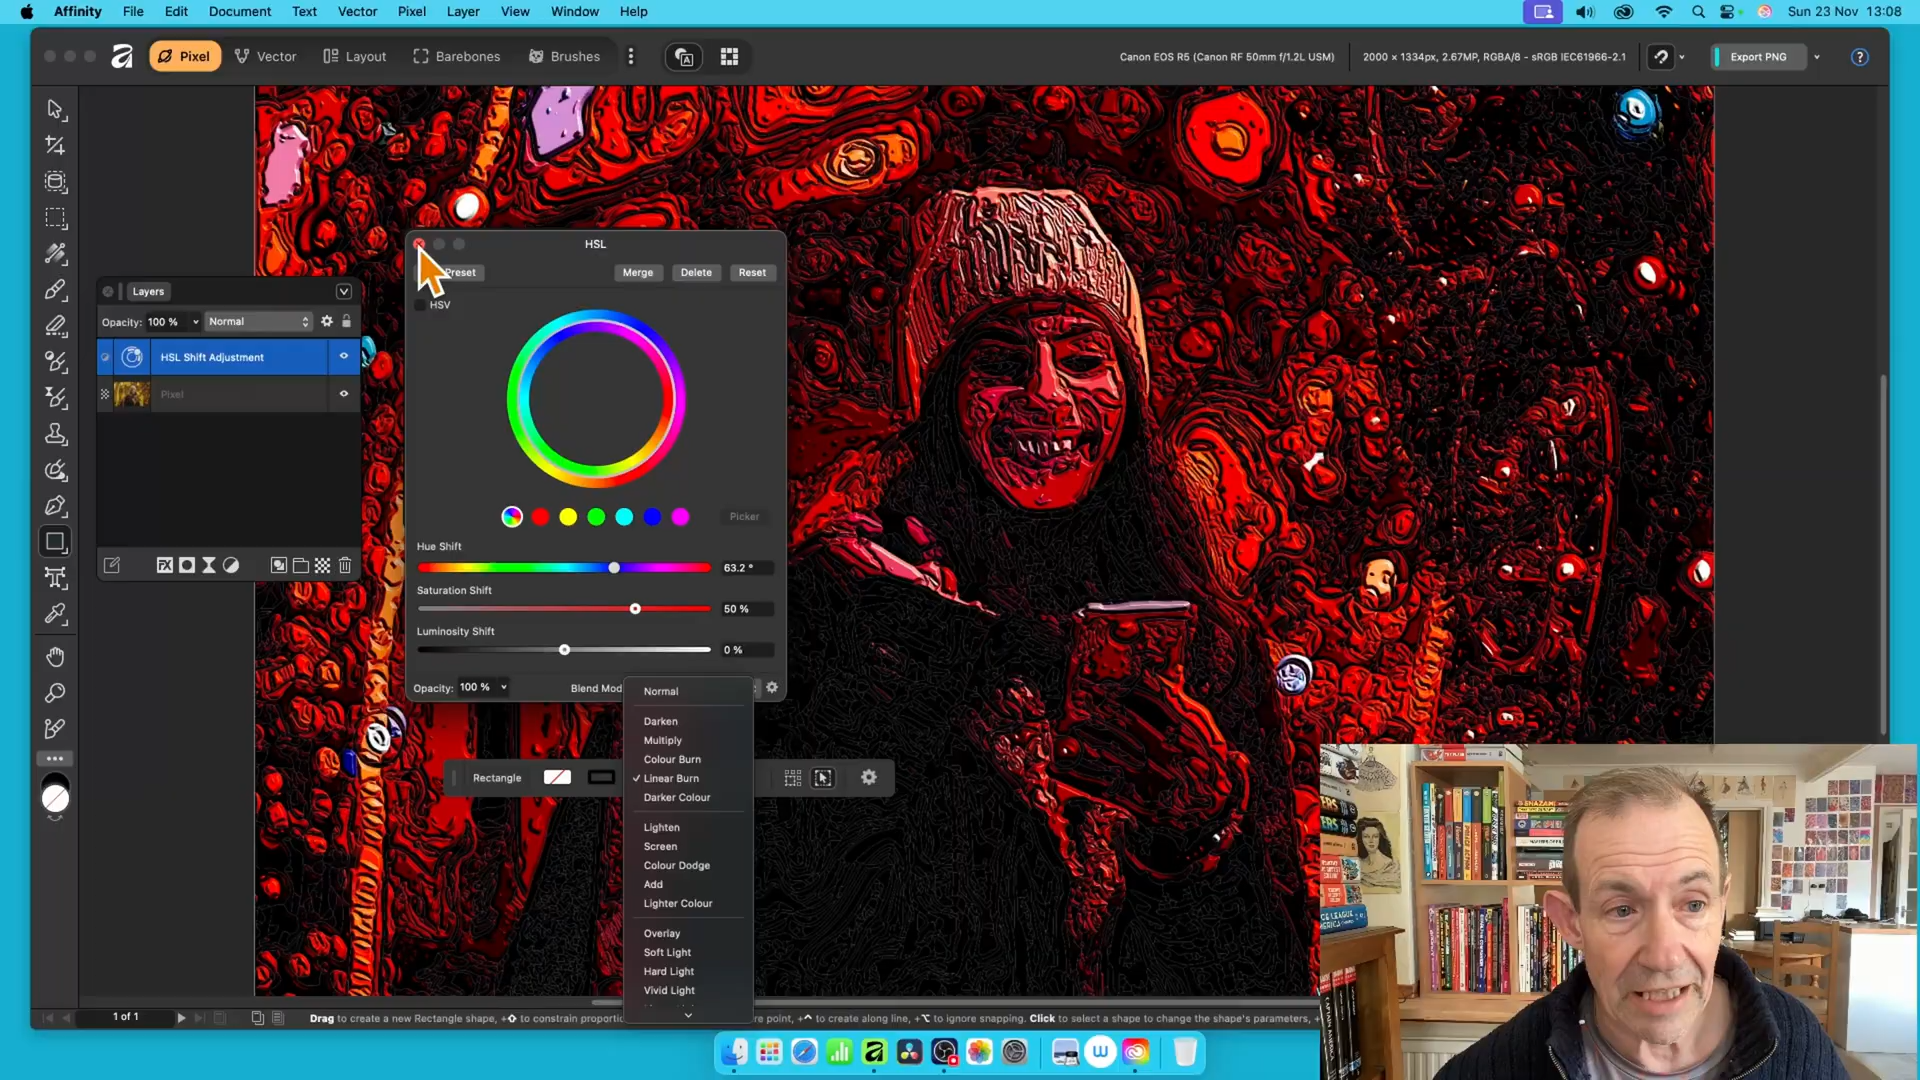 Affinity File Edit Document Text Vector Pixel Layer View Window Help
Sun 23 Nov 13:08
Pixel Vector Layout Barebones Brushes
Canon EOS R5 (Canon RF 50mm f/1.2L USM)
2000 × 1334px, 2.67MP, RGBA/8 - sRGB IEC61966-2.1
Export PNG
?
HSL
Preset Merge Delete Reset
HSV
Layers
Opacity: 100 % Normal
HSL Shift Adjustment
Pixel
Picker
Hue Shift
63.2 °
Saturation Shift
50 %
Luminosity Shift
0 %
Opacity: 100 % Blend Mod
Normal
Darken
Multiply
Colour Burn
Linear Burn
Darker Colour
Lighten
Screen
Colour Dodge
Add
Lighter Colour
Overlay
Soft Light
Hard Light
Vivid Light
Rectangle
1 of 1
Drag to create a new Rectangle shape, +⇧ to constrain proportio
re point, +⌃ to create along line, +⌥ to ignore snapping. Click to select a shape to change the shape's parameters, +
SHAZAM